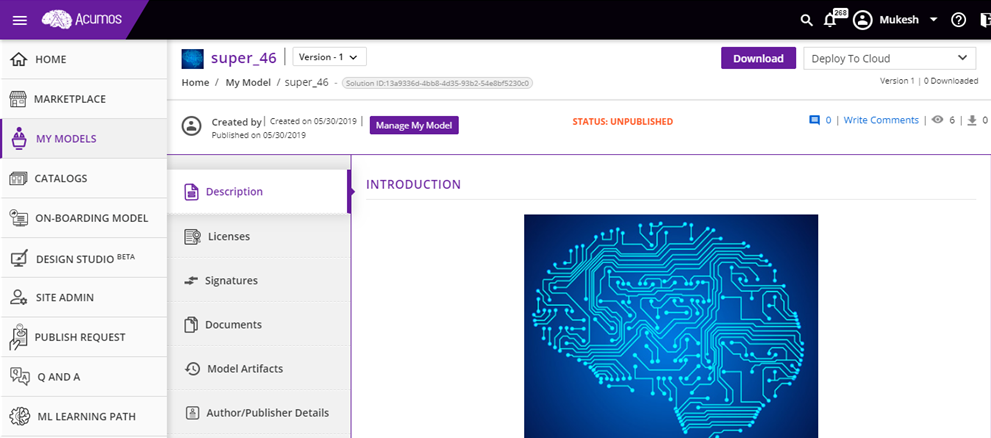 Acumos
268
Mukesh
HOME
MARKETPLACE
MY MODELS
CATALOGS
ON-BOARDING MODEL
DESIGN STUDIO BETA
SITE ADMIN
PUBLISH REQUEST
Q AND A
ML LEARNING PATH
super_46 | Version - 1
Download
Deploy To Cloud
Home / My Model / super_46 - Solution ID:13a9336d-4bb8-4d35-93b2-54e8bf5230c0
Version 1 | 0 Downloaded
Created by | Created on 05/30/2019 |
Published on 05/30/2019
Manage My Model
STATUS: UNPUBLISHED
0 | Write Comments | 6 | 0
Description
Licenses
Signatures
Documents
Model Artifacts
Author/Publisher Details
INTRODUCTION